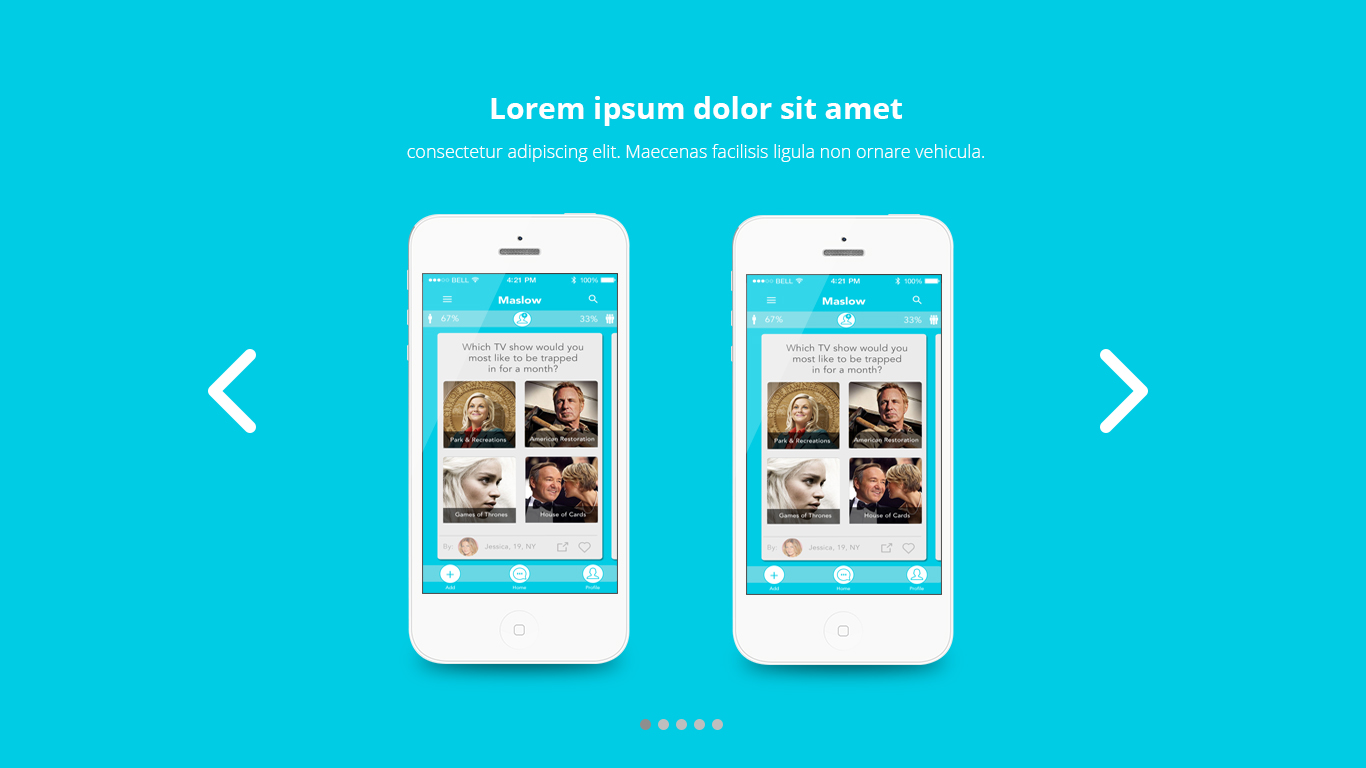 Lorem ipsum dolor sit amet
consectetur adipiscing elit. Maecenas facilisis ligula non ornare vehicula.
BELL 4:21 PM 100%
Maslow
67% 33%
Which TV show would you
most like to be trapped
in for a month?
Park & Recreations American Restoration
Games of Thrones House of Cards
By: Jessica, 19, NY
Add Home Profile
BELL 4:21 PM 100%
Maslow
67% 33%
Which TV show would you
most like to be trapped
in for a month?
Park & Recreations American Restoration
Games of Thrones House of Cards
By: Jessica, 19, NY
Add Home Profile